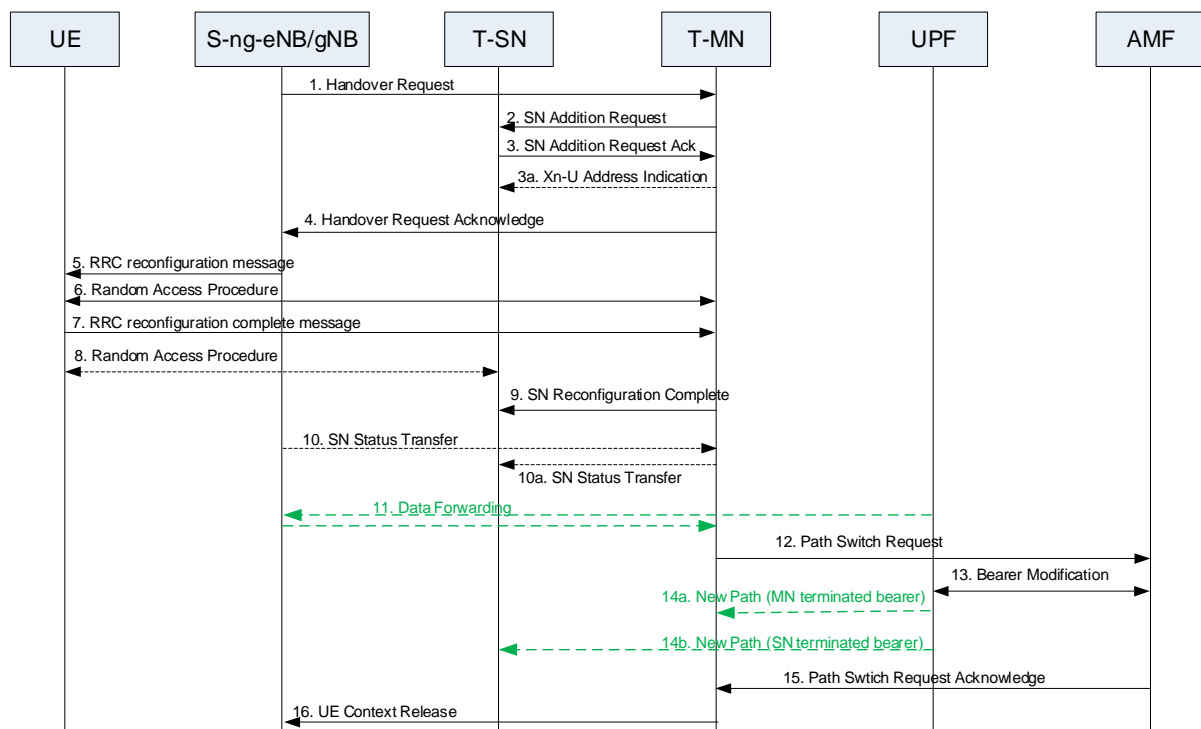 UE
S-ng-eNB/gNB
T-SN
T-MN
UPF
AMF
1. Handover Request
2. SN Addition Request
3. SN Addition Request Ack
3a. Xn-U Address Indication
4. Handover Request Acknowledge
5. RRC reconfiguration message
6. Random Access Procedure
7. RRC reconfiguration complete message
8. Random Access Procedure
9. SN Reconfiguration Complete
10. SN Status Transfer
10a. SN Status Transfer
11. Data Forwarding
12. Path Switch Request
13. Bearer Modification
14a. New Path (MN terminated bearer)
14b. New Path (SN terminated bearer)
15. Path Swtich Request Acknowledge
16. UE Context Release